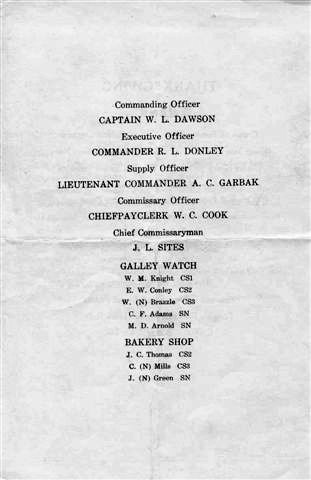 Commanding Officer
CAPTAIN W. L. DAWSON
Executive Officer
COMMANDER R. L. DONLEY
Supply Officer
LIEUTENANT COMMANDER A. C. GARBAK
Commissary Officer
CHIEFPAYCLERK W. C. COOK
Chief Commissaryman
J. L. SITES
GALLEY WATCH
W. M. Knight CS1
E. W. Conley CS2
W. (N) Brazzle CS3
C. F. Adams SN
M. D. Arnold SN
BAKERY SHOP
J. C. Thomas CS2
C. (N) Mills CS3
J. (N) Green SN